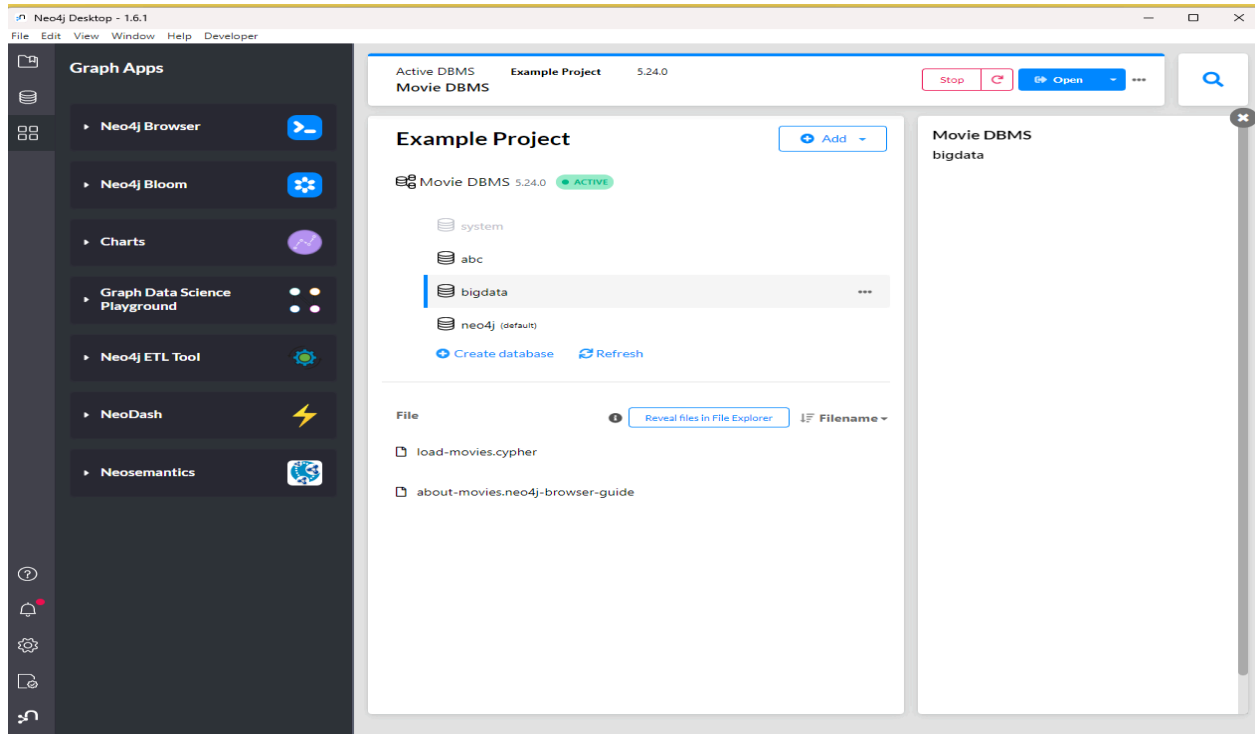 Neo4j Desktop - 1.6.1
File Edit View Window Help Developer
Graph Apps
Neo4j Browser
Neo4j Bloom
Charts
Graph Data Science
Playground
Neo4j ETL Tool
NeoDash
Neosemantics
Active DBMS Example Project 5.24.0
Movie DBMS
Stop Open
Example Project
Add
Movie DBMS 5.24.0 ACTIVE
system
abc
bigdata
neo4j (default)
Create database Refresh
File Reveal files in File Explorer Filename
load-movies.cypher
about-movies.neo4j-browser-guide
Movie DBMS
bigdata